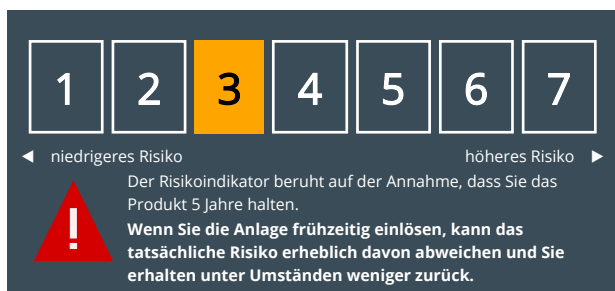 1 2 3 4 5 6 7
◄ niedrigeres Risiko höheres Risiko ►
Der Risikoindikator beruht auf der Annahme, dass Sie das
Produkt 5 Jahre halten.
! Wenn Sie die Anlage frühzeitig einlösen, kann das
tatsächliche Risiko erheblich davon abweichen und Sie
erhalten unter Umständen weniger zurück.